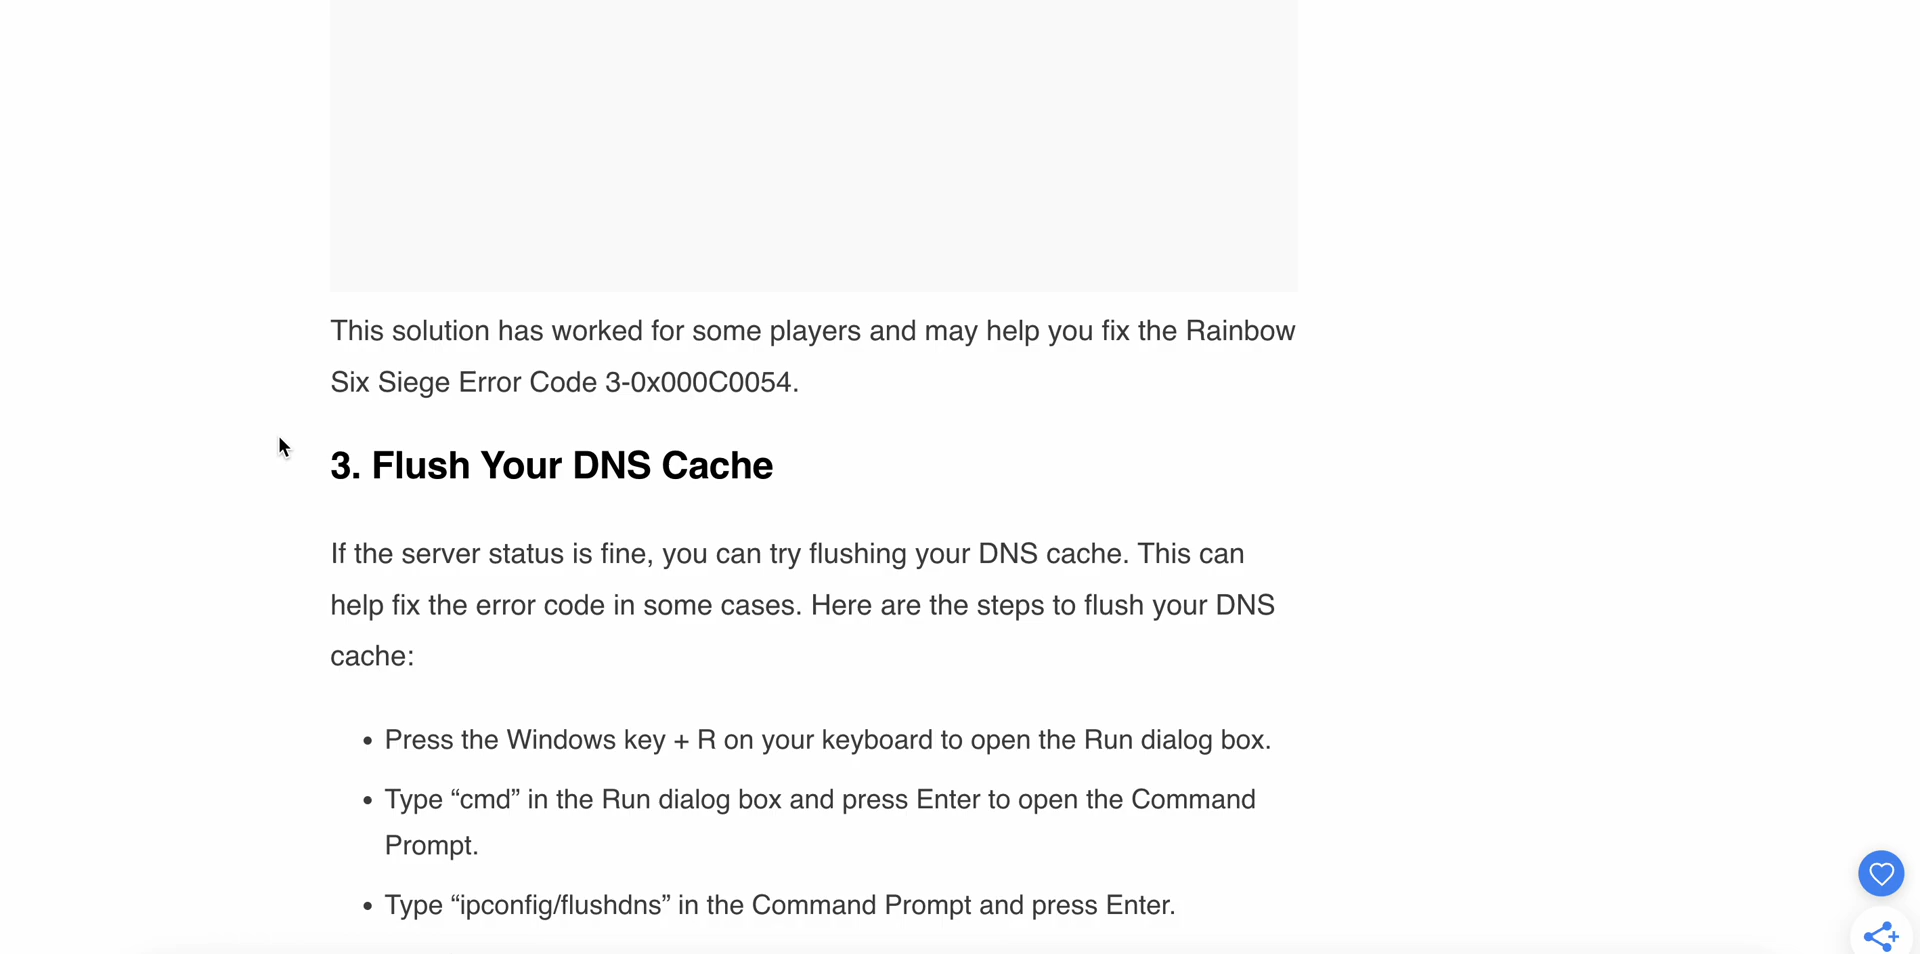 This solution has worked for some players and may help you fix the Rainbow
Six Siege Error Code 3-0x000C0054.
3. Flush Your DNS Cache
If the server status is fine, you can try flushing your DNS cache. This can
help fix the error code in some cases. Here are the steps to flush your DNS
cache:
• Press the Windows key + R on your keyboard to open the Run dialog box.
• Type “cmd” in the Run dialog box and press Enter to open the Command
Prompt.
• Type “ipconfig/flushdns” in the Command Prompt and press Enter.